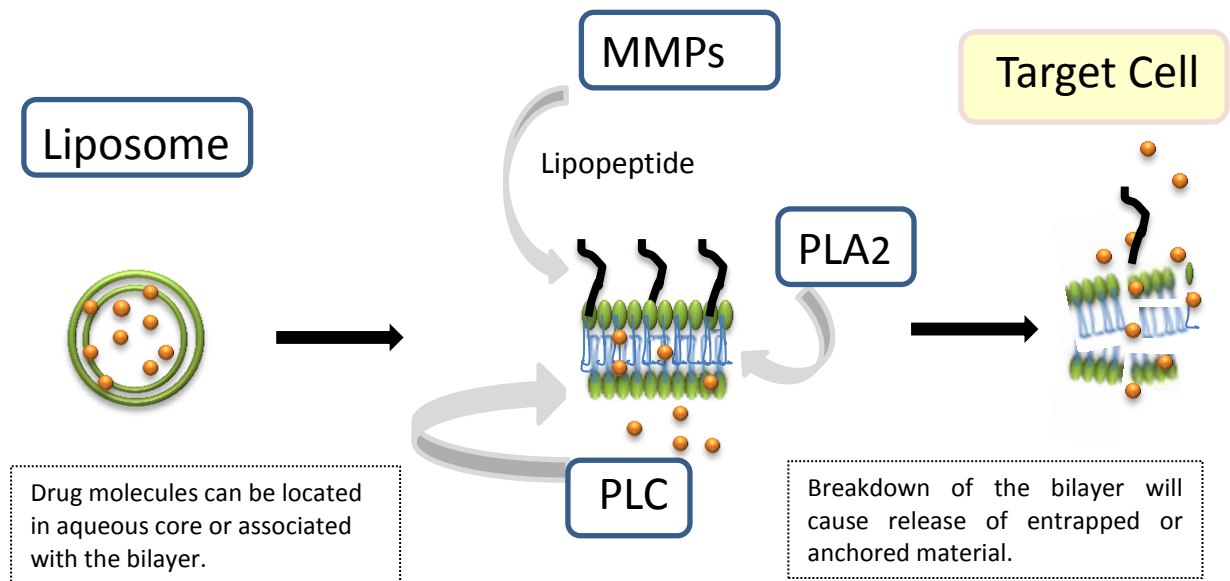 MMPs
Target Cell
Liposome
Lipopeptide
PLA2
PLC
Drug molecules can be located
in aqueous core or associated
with the bilayer.
Breakdown of the bilayer will
cause release of entrapped or
anchored material.